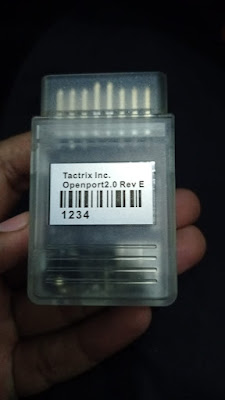 Tactrix Inc.
Openport2.0 Rev E
1234